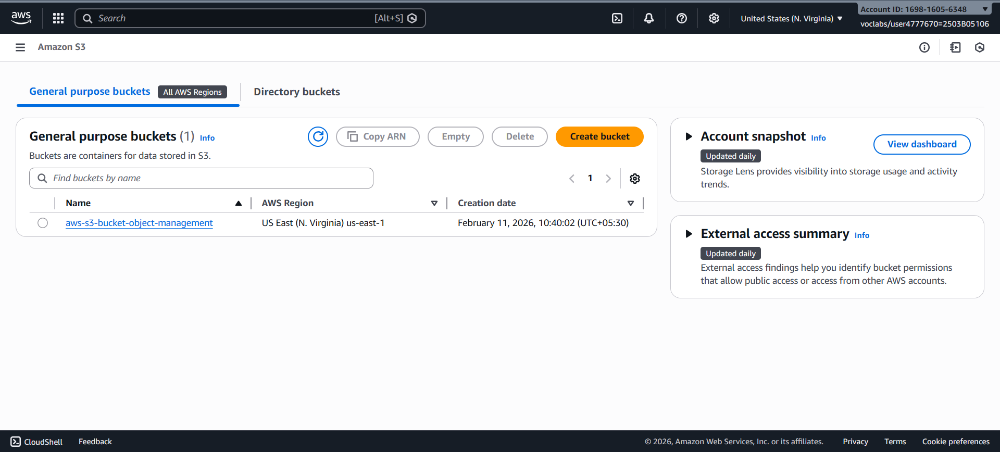 aws
Search [Alt+S]
United States (N. Virginia)
Account ID: 1698-1605-6348
voclabs/user4777670=2503B05106
Amazon S3
General purpose buckets All AWS Regions Directory buckets
General purpose buckets (1) Info
Copy ARN Empty Delete Create bucket
Buckets are containers for data stored in S3.
Find buckets by name
1
Name AWS Region Creation date
aws-s3-bucket-object-management US East (N. Virginia) us-east-1 February 11, 2026, 10:40:02 (UTC+05:30)
Account snapshot Info
View dashboard
Updated daily
Storage Lens provides visibility into storage usage and activity
trends.
External access summary Info
Updated daily
External access findings help you identify bucket permissions
that allow public access or access from other AWS accounts.
CloudShell Feedback © 2026, Amazon Web Services, Inc. or its affiliates. Privacy Terms Cookie preferences